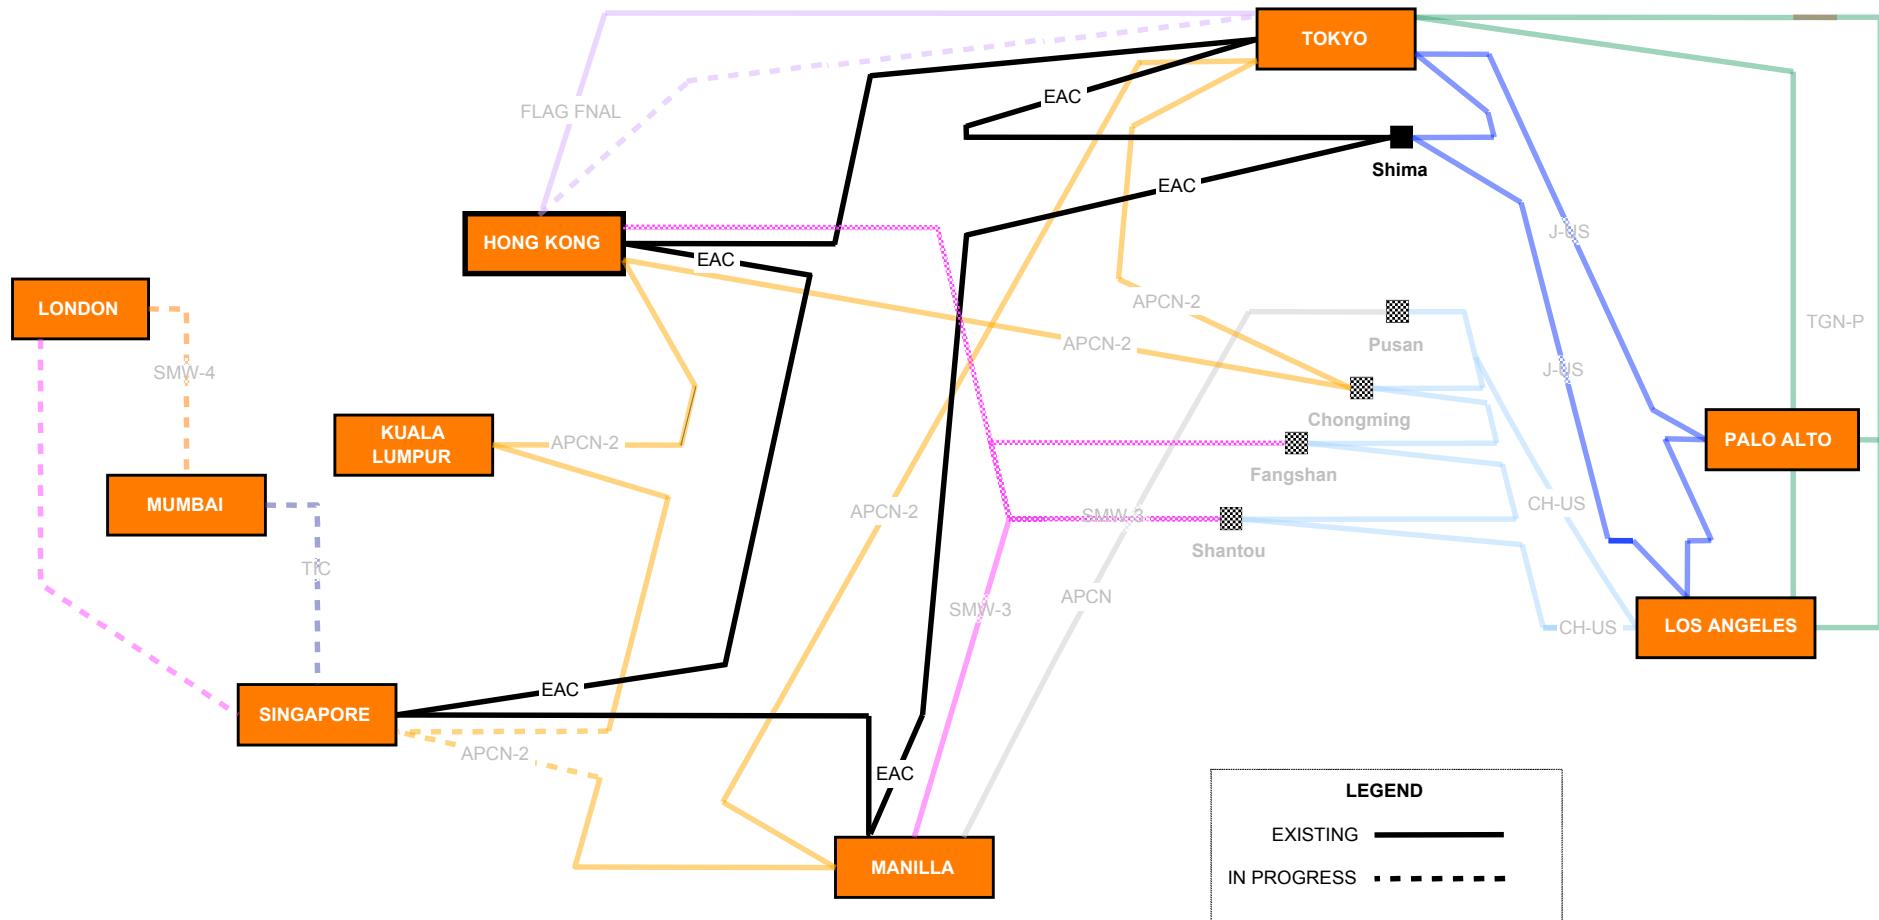 TOKYO
EAC
FLAG FNAL
Shima
EAC
HONG KONG
J-US
EAC
LONDON
APCN-2
TGN-P
APCN-2
Pusan
SMW-4
J-US
Chongming
KUALA
LUMPUR
APCN-2
PALO ALTO
Fangshan
MUMBAI
CH-US
APCN-2
SMW-3
Shantou
TIC
APCN
SMW-3
CH-US
LOS ANGELES
EAC
SINGAPORE
APCN-2
EAC
LEGEND
EXISTING
MANILLA
IN PROGRESS